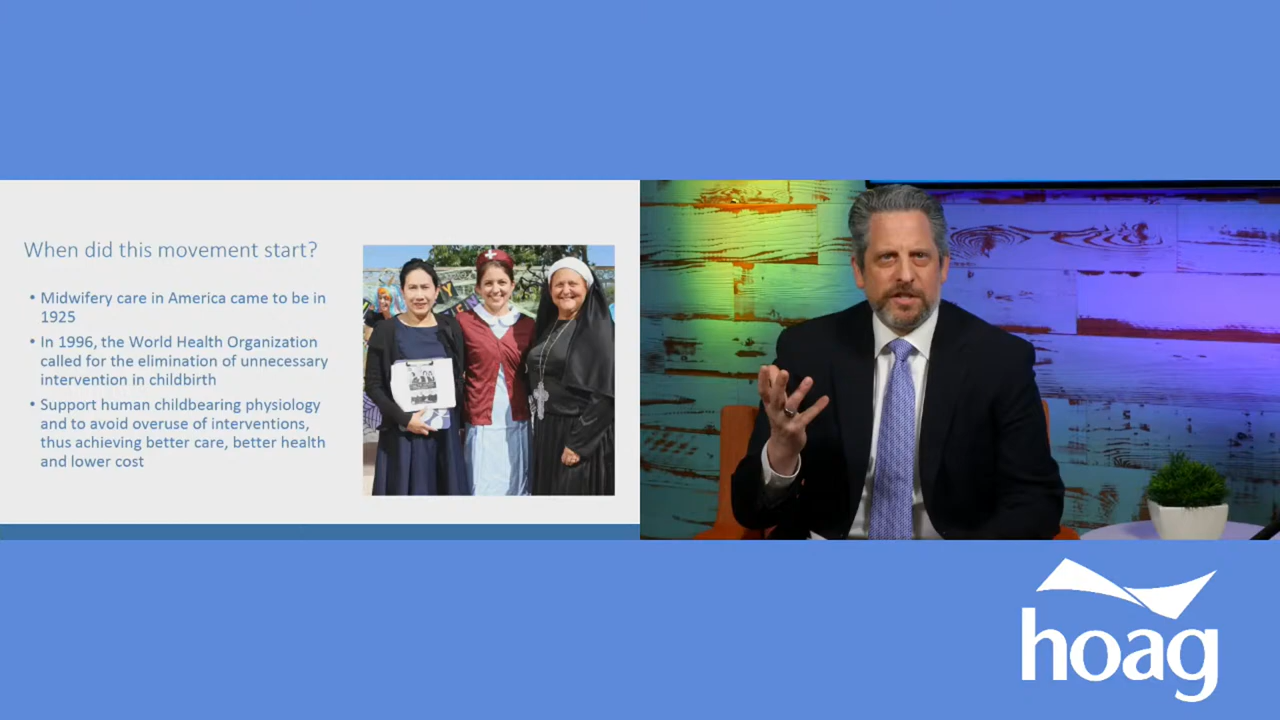 When did this movement start?
• Midwifery care in America came to be in
1925
• In 1996, the World Health Organization
called for the elimination of unnecessary
intervention in childbirth
• Support human childbearing physiology
and to avoid overuse of interventions,
thus achieving better care, better health
and lower cost
hoag